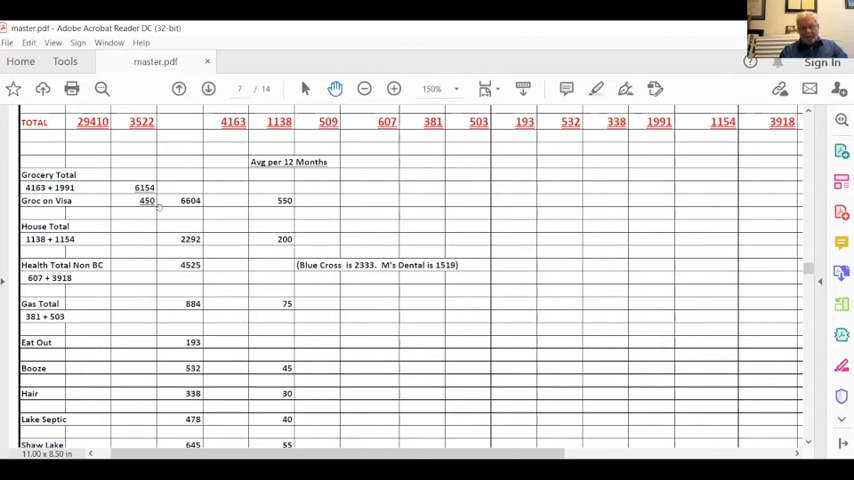 master.pdf - Adobe Acrobat Reader DC (32-bit)
File Edit View Sign Window Help
Home Tools master.pdf × Sign In
7 / 14 150%
TOTAL 29410 3522 4163 1138 509 607 381 503 193 532 338 1991 1154 3918
Avg per 12 Months
Grocery Total
4163 + 1991 6154
Groc on Visa 450 6604 550
House Total
1138 + 1154 2292 200
Health Total Non BC 4525 (Blue Cross is 2333. M's Dental is 1519)
607 + 3918
Gas Total 884 75
381 + 503
Eat Out 193
Booze 532 45
Hair 338 30
Lake Septic 478 40
Shaw Lake 645 55
11.00 x 8.50 in